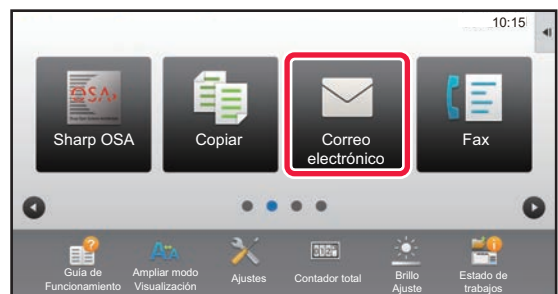 10:15
OSA
Sharp OSA
Copiar
Correo
electrónico
Fax
Guía de
Funcionamiento
Ampliar modo
Visualización
Ajustes
Contador total
Brillo
Ajuste
Estado de
trabajos